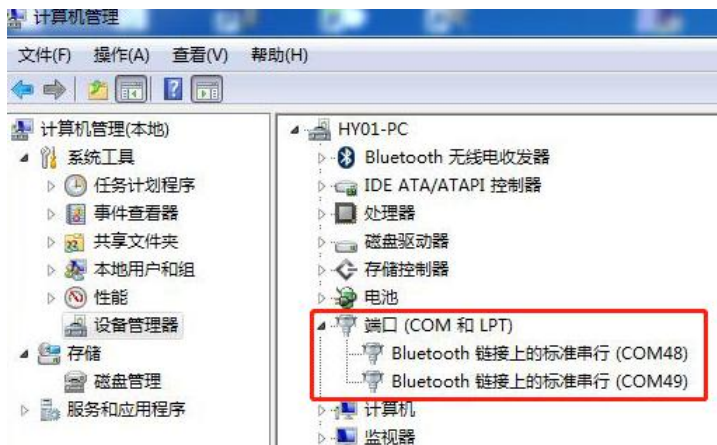 计算机管理
文件(F) 操作(A) 查看(V) 帮助(H)
计算机管理(本地)
系统工具
任务计划程序
事件查看器
共享文件夹
本地用户和组
性能
设备管理器
存储
磁盘管理
服务和应用程序
HY01-PC
Bluetooth 无线电收发器
IDE ATA/ATAPI 控制器
处理器
磁盘驱动器
存储控制器
电池
端口 (COM 和 LPT)
Bluetooth 链接上的标准串行 (COM48)
Bluetooth 链接上的标准串行 (COM49)
计算机
监视器